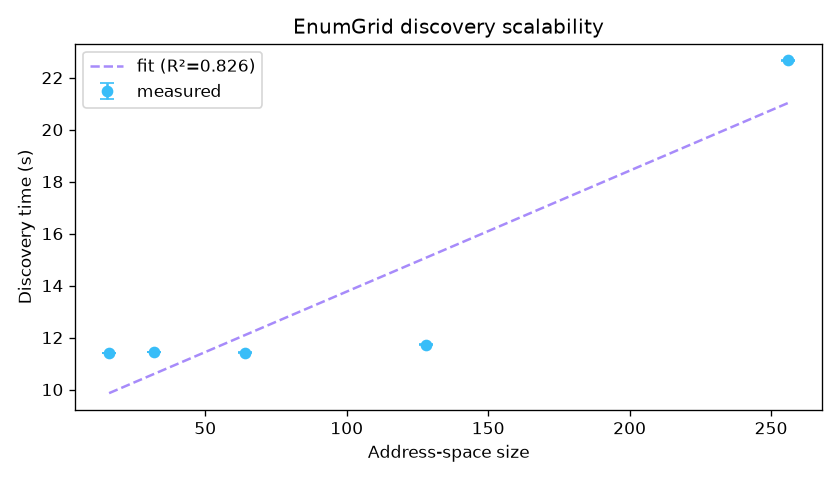 EnumGrid discovery scalability
fit (R²=0.826)
measured
Discovery time (s)
22
20
18
16
14
12
10
50
100
150
200
250
Address-space size